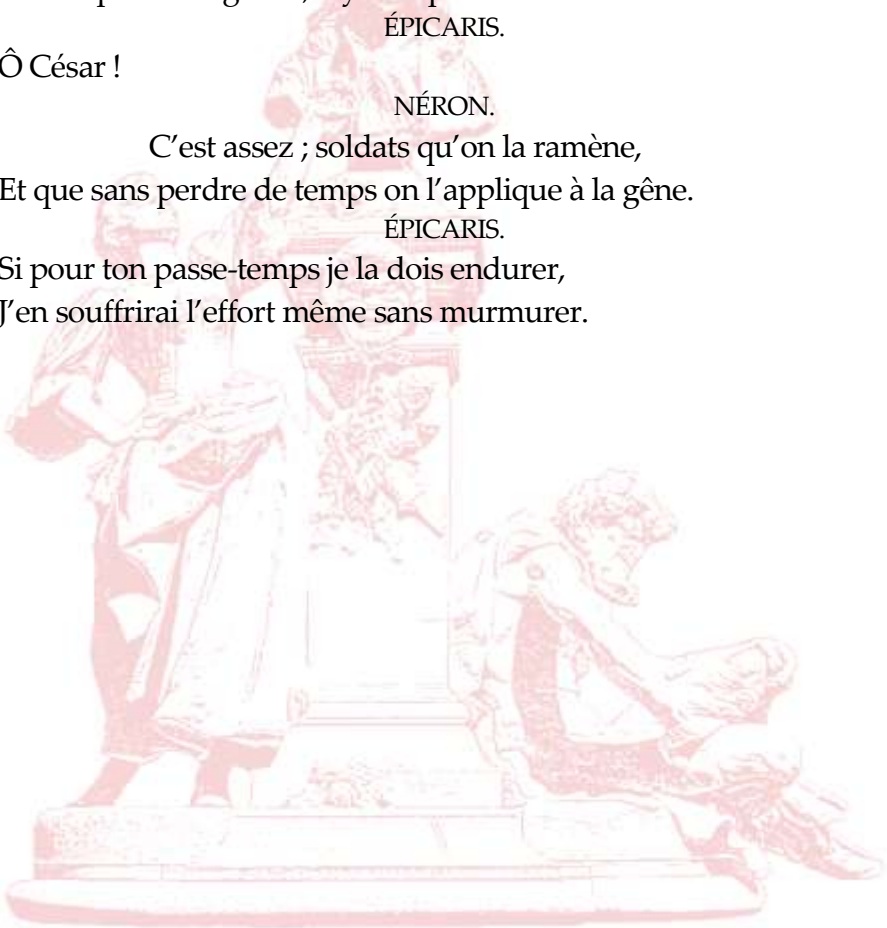 ÉPICARIS.
Ô César !
NÉRON.
C’est assez ; soldats qu’on la ramène,
Et que sans perdre de temps on l’applique à la gêne.
ÉPICARIS.
Si pour ton passe-temps je la dois endurer,
J’en souffrirai l’effort même sans murmurer.